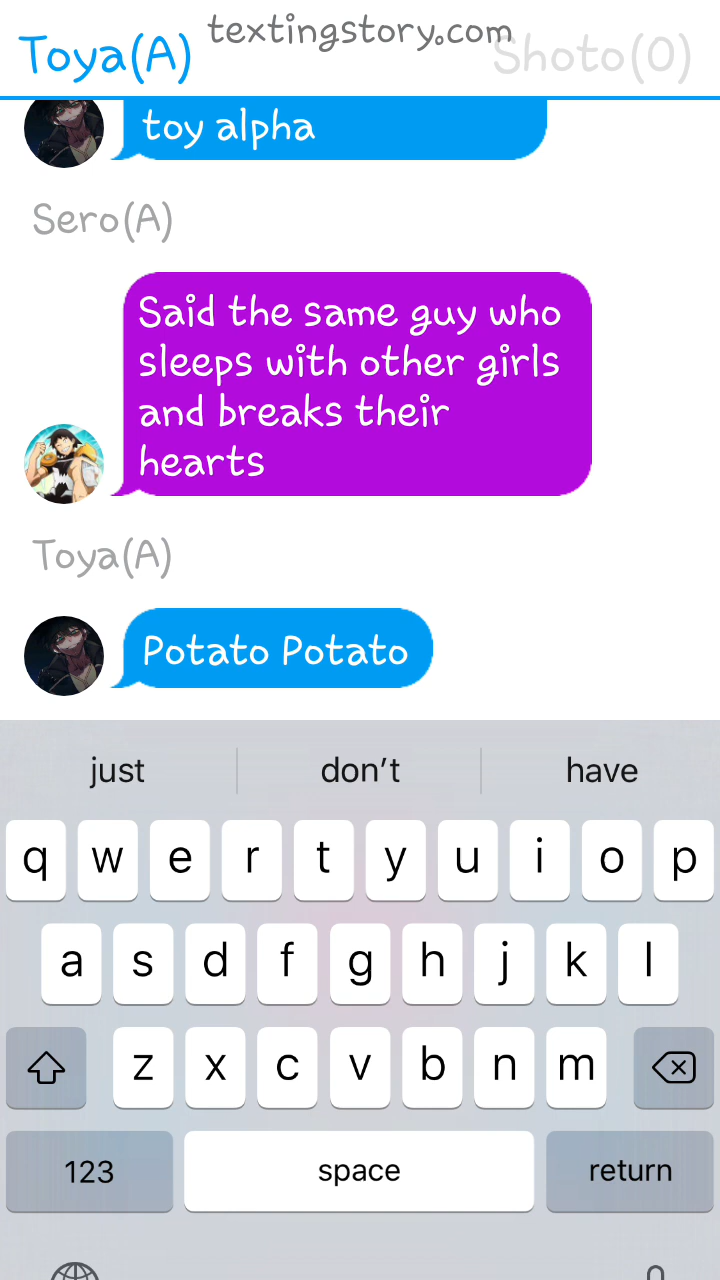 textingstory.com
Toya(A) Shoto(O)
toy alpha
Sero(A)
Said the same guy who
sleeps with other girls
and breaks their
hearts
Toya(A)
Potato Potato
just don't have
q w e r t y u i o p
a s d f g h j k l
z x c v b n m
123 space return